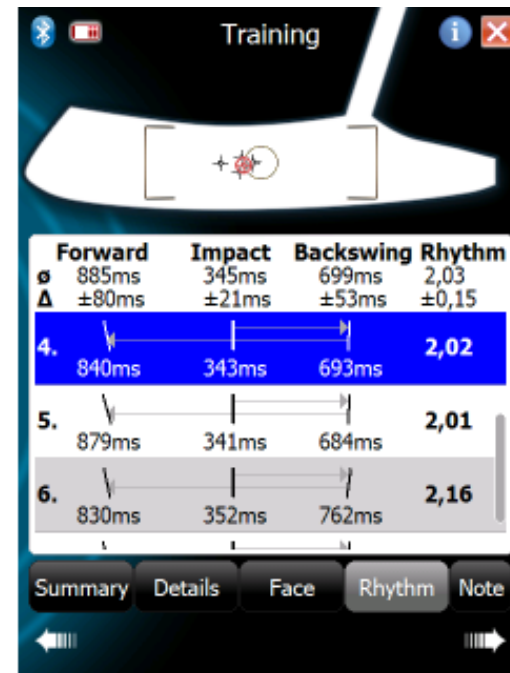 Training
Forward Impact Backswing Rhythm
ø 885ms 345ms 699ms 2,03
Δ ±80ms ±21ms ±53ms ±0,15
4. 840ms 343ms 693ms 2,02
5. 879ms 341ms 684ms 2,01
6. 830ms 352ms 762ms 2,16
Summary Details Face Rhythm Note